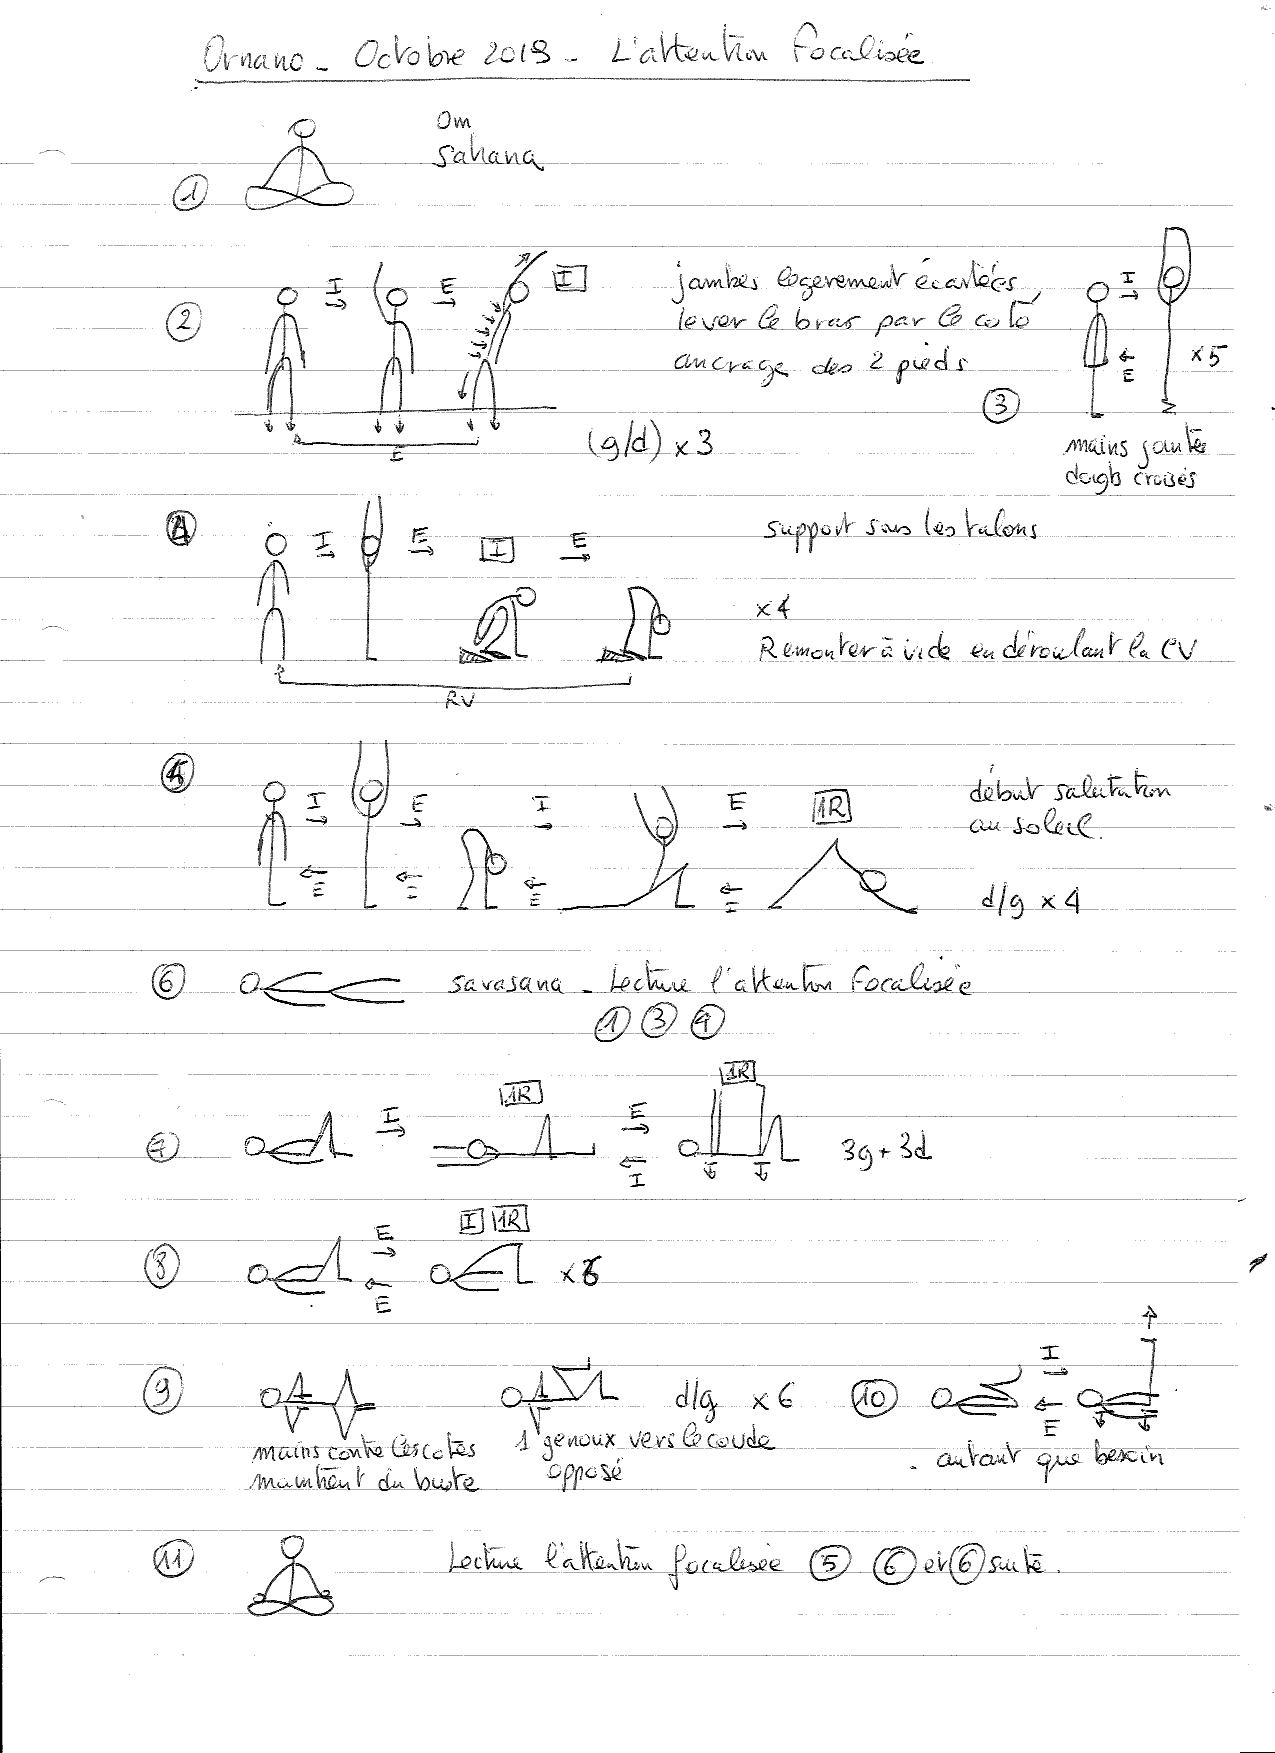 Ornano - Octobre 2019 - L'attention focalisée
Om
Sahana
1
2
I E I
jambes légèrement écartées,
lever le bras par le coté
ancrage des 2 pieds
E
(g/d) x 3
3
I
E
x5
mains jointes
doigts croisés
4
I E I E
support sous les talons
x4
Remonter à vide en déroulant la CV
RV
5
I E I E 1R
E I E I
début salutation
au soleil.
d/g x 4
6 savasana - Lecture l'attention focalisée
1 3 4
7
I 1R E 1R
I
3g + 3d
8
E I 1R
E
x6
9
d/g x 6
mains contre les cotés
maintient du buste
1 genoux vers le coude
opposé
10
I
E
autant que besoin
11
Lecture l'attention focalisée 5 6 et 6 suite.